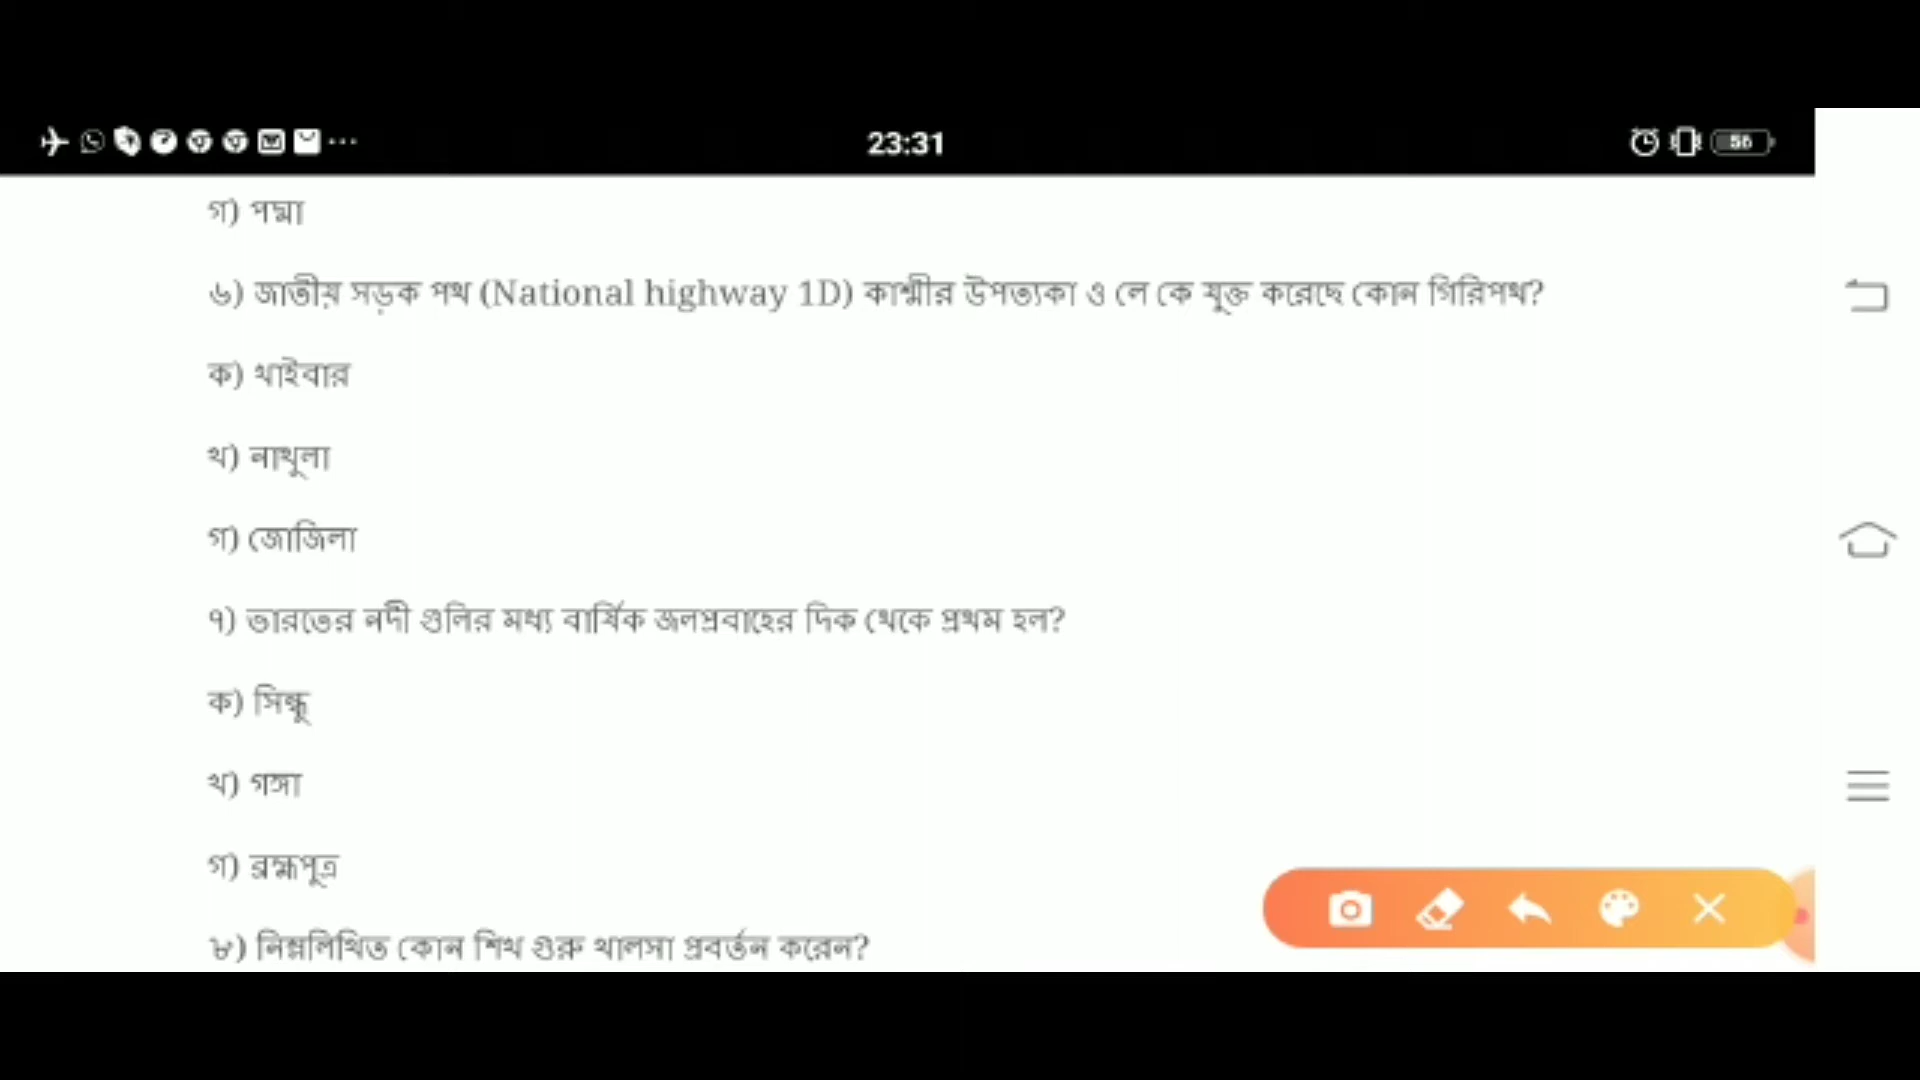 23:31
56
গ) পদ্মা
৬) জাতীয় সড়ক পথ (National highway 1D) কাশ্মীর উপত্যকা ও লে কে যুক্ত করেছে কোন গিরিপথ?
ক) খাইবার
খ) নাথুলা
গ) জোজিলা
৭) ভারতের নদী গুলির মধ্য বার্ষিক জলপ্রবাহের দিক থেকে প্রথম হল?
ক) সিন্ধু
খ) গঙ্গা
গ) ব্রহ্মপুত্র
৮) নিম্নলিখিত কোন শিখ গুরু খালসা প্রবর্তন করেন?